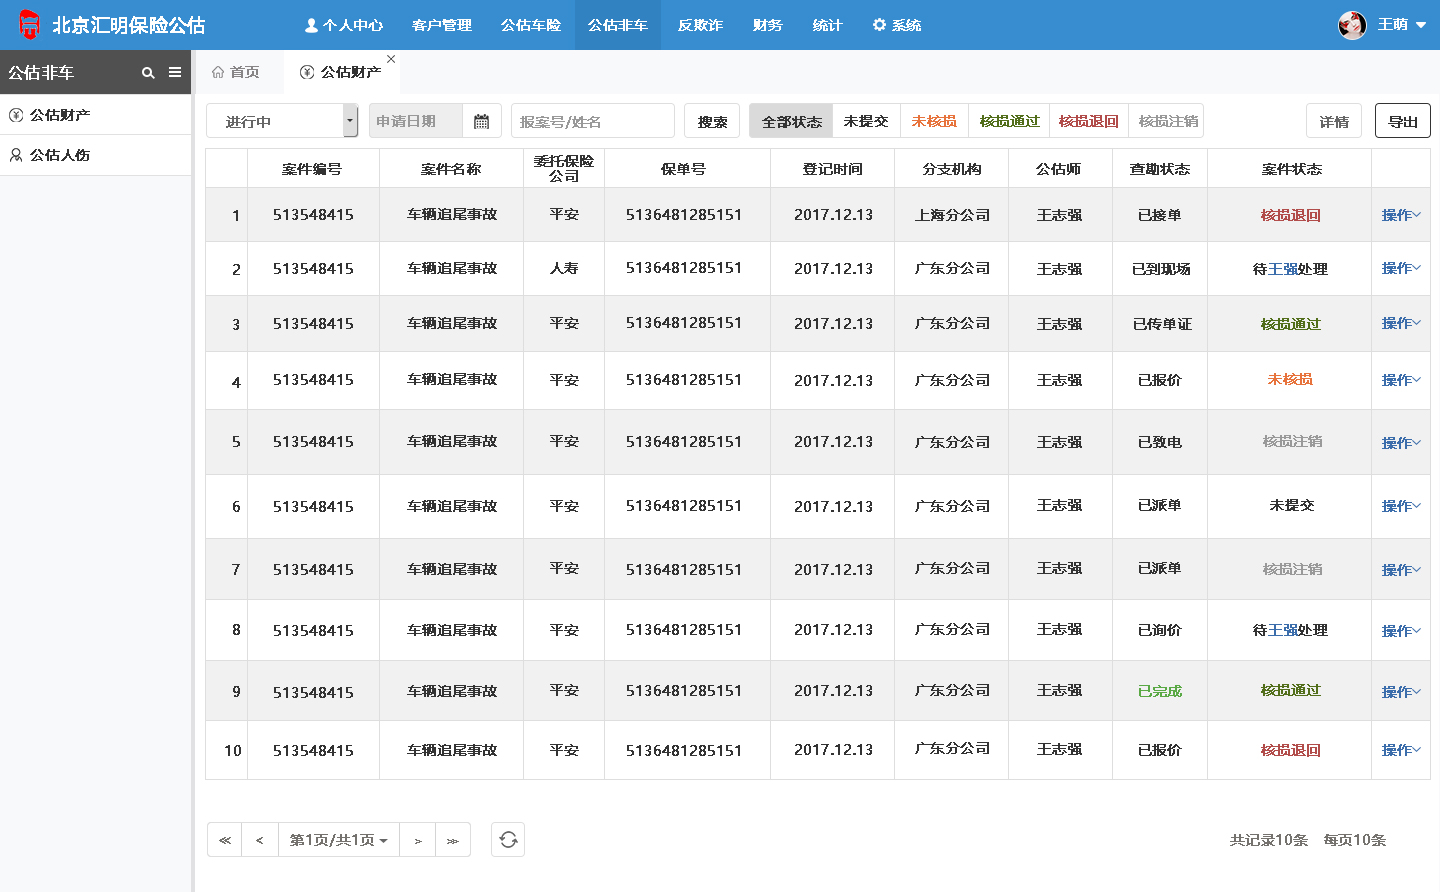 北京汇明保险公估 个人中心 客户管理 公估车险 公估非车 反欺诈 财务 统计 系统 王萌
公估非车 首页 公估财产
公估财产
公估人伤
进行中 申请日期 报案号/姓名 搜索 全部状态 未提交 未核损 核损通过 核损退回 核损注销 详情 导出
案件编号 案件名称 委托保险公司 保单号 登记时间 分支机构 公估师 查勘状态 案件状态
1 513548415 车辆追尾事故 平安 5136481285151 2017.12.13 上海分公司 王志强 已接单 核损退回 操作
2 513548415 车辆追尾事故 人寿 5136481285151 2017.12.13 广东分公司 王志强 已到现场 待王强处理 操作
3 513548415 车辆追尾事故 平安 5136481285151 2017.12.13 广东分公司 王志强 已传单证 核损通过 操作
4 513548415 车辆追尾事故 平安 5136481285151 2017.12.13 广东分公司 王志强 已报价 未核损 操作
5 513548415 车辆追尾事故 平安 5136481285151 2017.12.13 广东分公司 王志强 已致电 核损注销 操作
6 513548415 车辆追尾事故 平安 5136481285151 2017.12.13 广东分公司 王志强 已派单 未提交 操作
7 513548415 车辆追尾事故 平安 5136481285151 2017.12.13 广东分公司 王志强 已派单 核损注销 操作
8 513548415 车辆追尾事故 平安 5136481285151 2017.12.13 广东分公司 王志强 已询价 待王强处理 操作
9 513548415 车辆追尾事故 平安 5136481285151 2017.12.13 广东分公司 王志强 已完成 核损通过 操作
10 513548415 车辆追尾事故 平安 5136481285151 2017.12.13 广东分公司 王志强 已报价 核损退回 操作
≪ < 第1页/共1页 > ≫ 共记录10条 每页10条